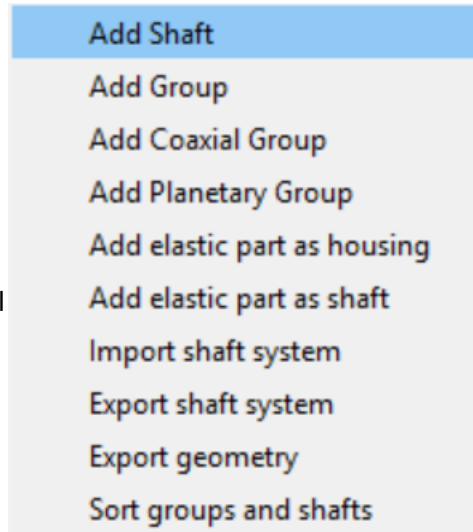 Add Shaft
Add Group
Add Coaxial Group
Add Planetary Group
Add elastic part as housing
Add elastic part as shaft
Import shaft system
Export shaft system
Export geometry
Sort groups and shafts